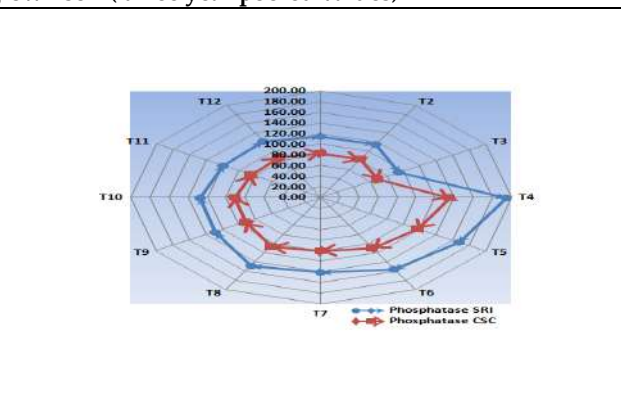 200.00
T12 180.00 T2
160.00
T11 140.00 T3
120.00
100.00
80.00
60.00
40.00
20.00
T10 0.00 T4
T9 T5
T8 T6
T7
Phosphatase SRI
Phosphatase CSC